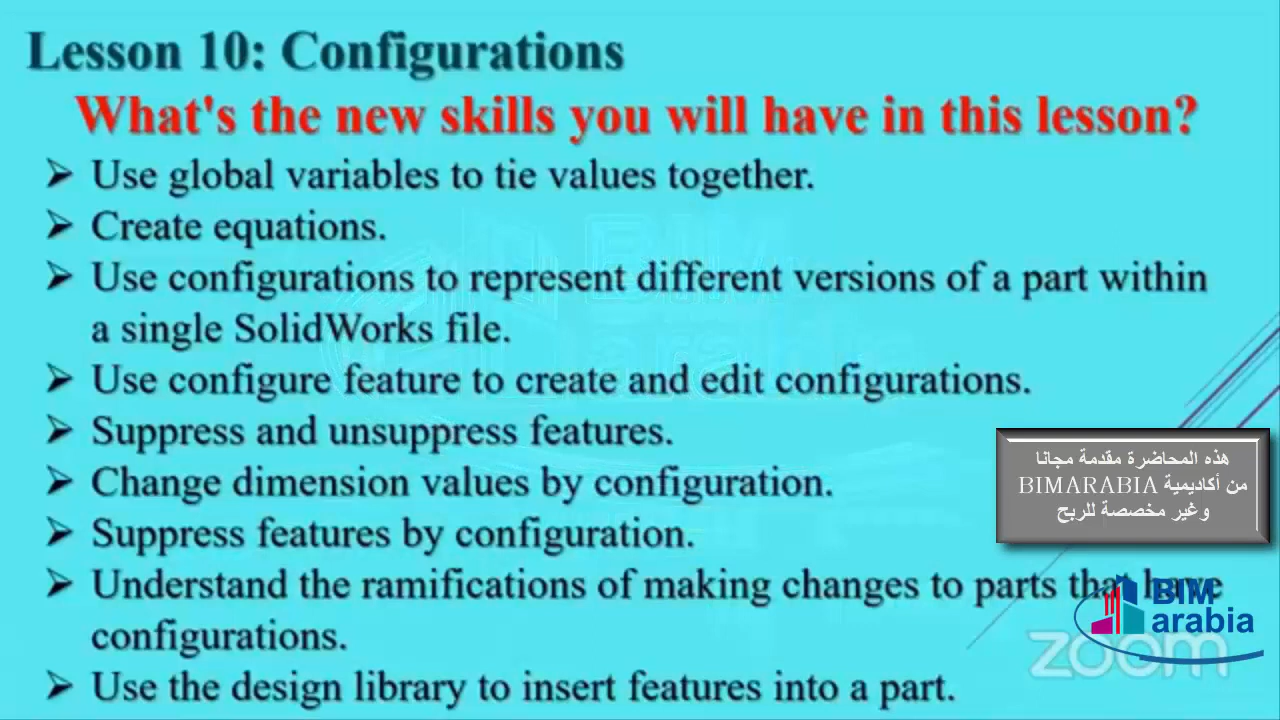 Lesson 10: Configurations
What's the new skills you will have in this lesson?
➢ Use global variables to tie values together.
➢ Create equations.
➢ Use configurations to represent different versions of a part within
a single SolidWorks file.
➢ Use configure feature to create and edit configurations.
➢ Suppress and unsuppress features.
➢ Change dimension values by configuration.
➢ Suppress features by configuration.
➢ Understand the ramifications of making changes to parts that have
configurations.
➢ Use the design library to insert features into a part.
هذه المحاضرة مقدمة مجانا
من أكاديمية BIMARABIA
وغير مخصصة للربح
BIM
arabia
zoom